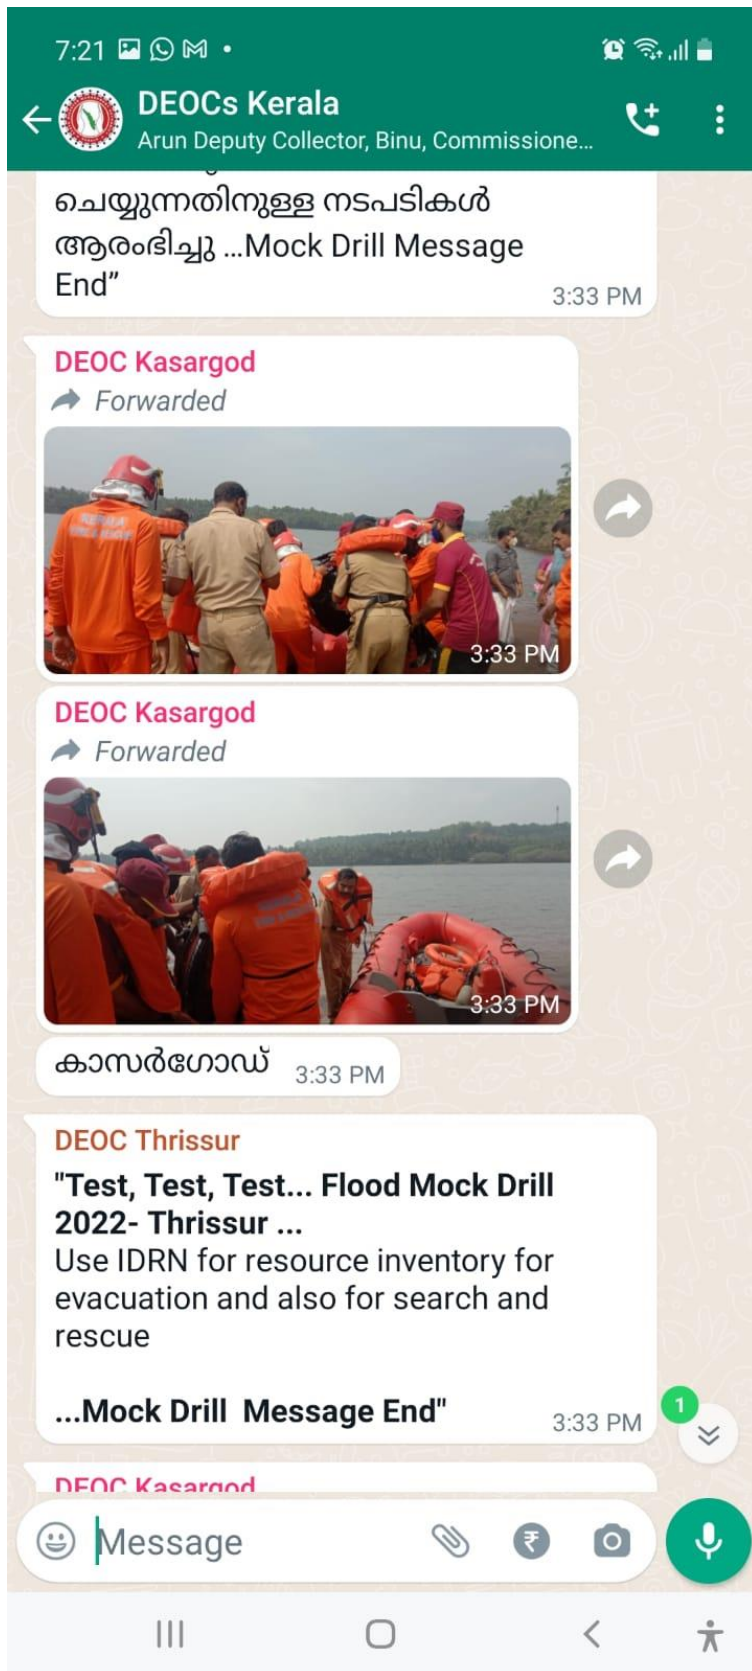 7:21
DEOCs Kerala
Arun Deputy Collector, Binu, Commissione...
ചെയ്യുന്നതിനുള്ള നടപടികൾ
ആരംഭിച്ചു ...Mock Drill Message
End”
3:33 PM
DEOC Kasargod
Forwarded
KERALA
3:33 PM
DEOC Kasargod
Forwarded
3:33 PM
കാസർഗോഡ്
3:33 PM
DEOC Thrissur
"Test, Test, Test... Flood Mock Drill
2022- Thrissur ...
Use IDRN for resource inventory for
evacuation and also for search and
rescue
...Mock Drill  Message End"
3:33 PM
1
DEOC Kasargod
Message
₹